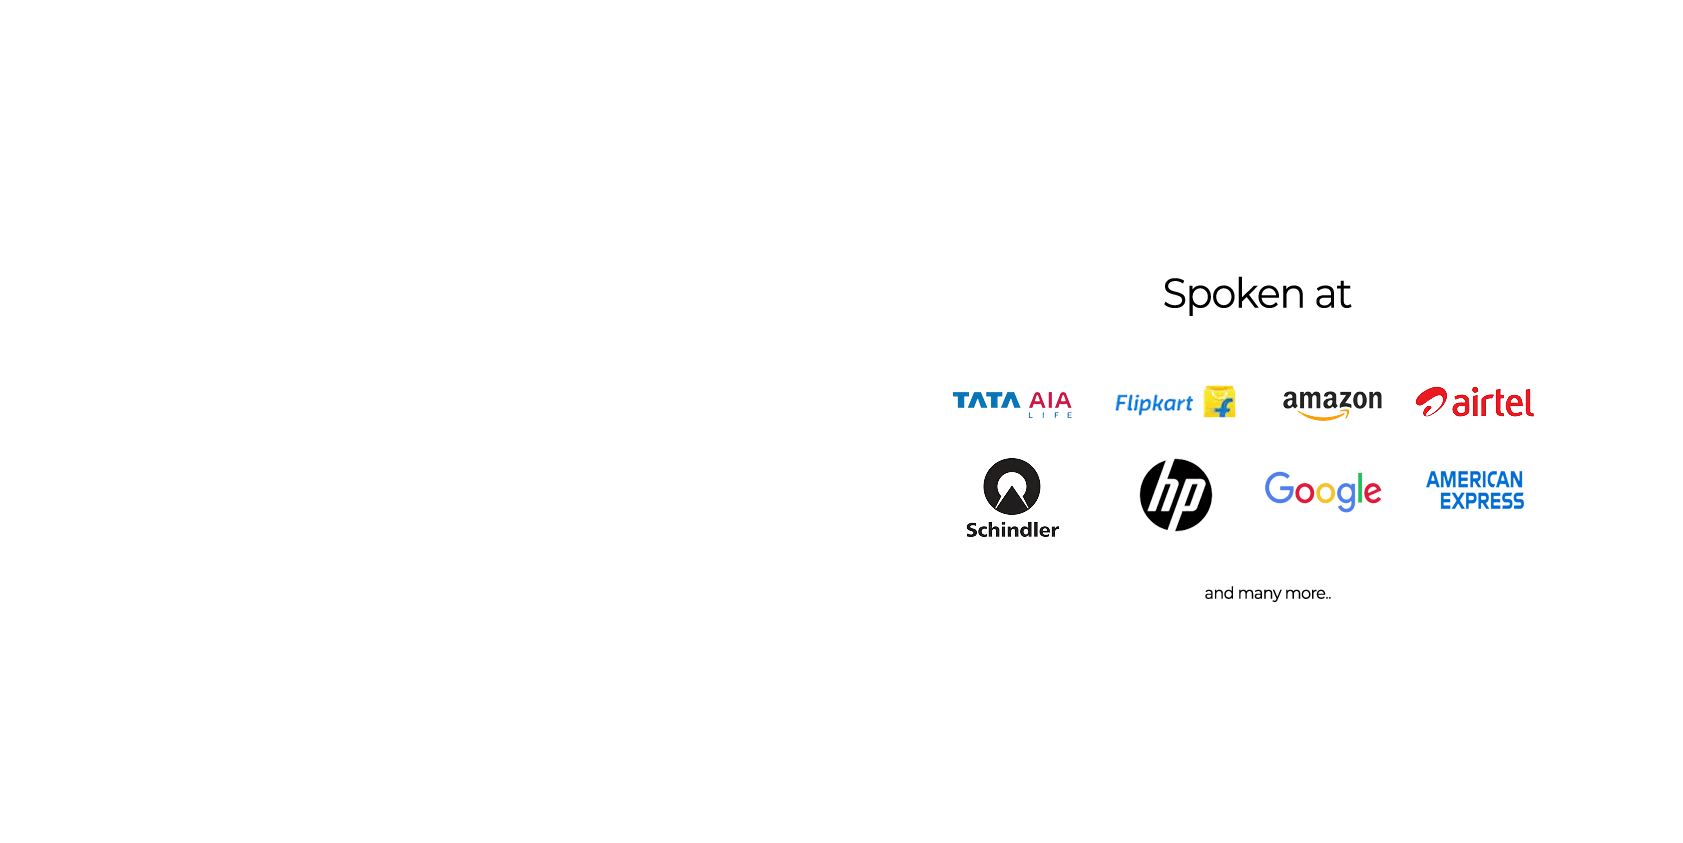 Spoken at
TATA AIA
LIFE
Flipkart
amazon
airtel
Schindler
hp
Google
AMERICAN
EXPRESS
and many more..